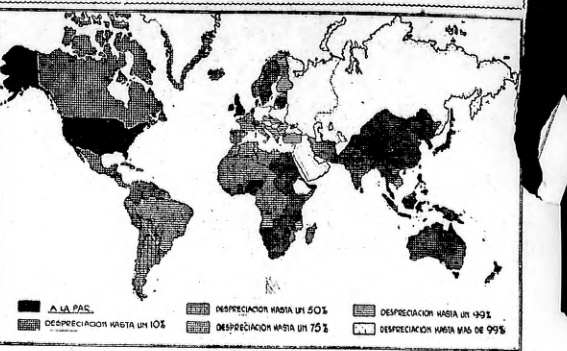 A LA PAR.
DESPRECIACION HASTA UN 10%
DESPRECIACION HASTA UN 50%
DESPRECIACION HASTA UN 75%
DESPRECIACION HASTA UN 99%
DESPRECIACION HASTA MAS DE 99%